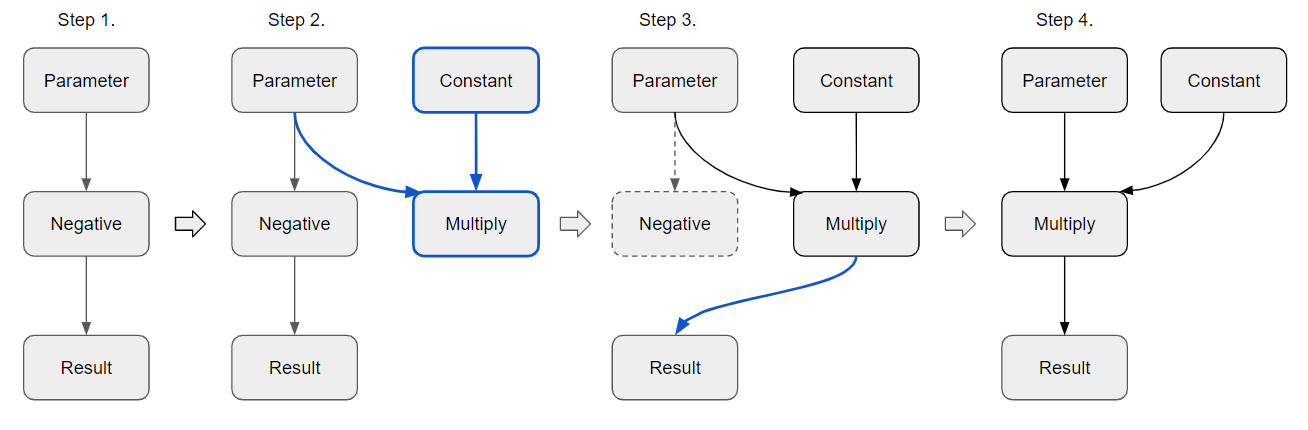 Step 1.
Step 2.
Step 3.
Step 4.
Parameter
Parameter
Constant
Parameter
Constant
Parameter
Constant
Negative
Negative
Multiply
Negative
Multiply
Multiply
Result
Result
Result
Result